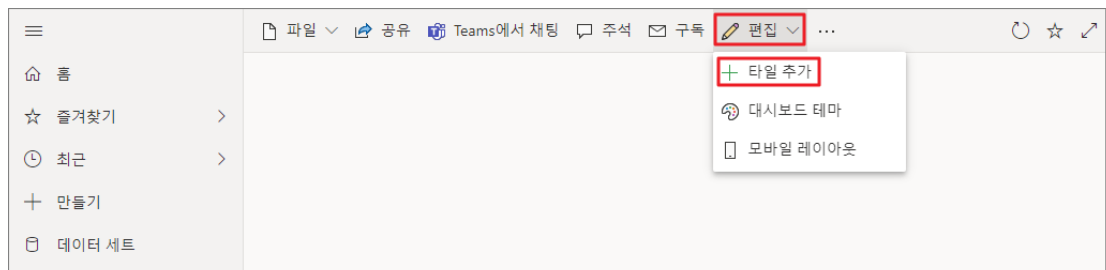 파일 공유 Teams에서 채팅 주석 구독 편집 ...
홈
즐겨찾기
최근
만들기
데이터 세트
타일 추가
대시보드 테마
모바일 레이아웃